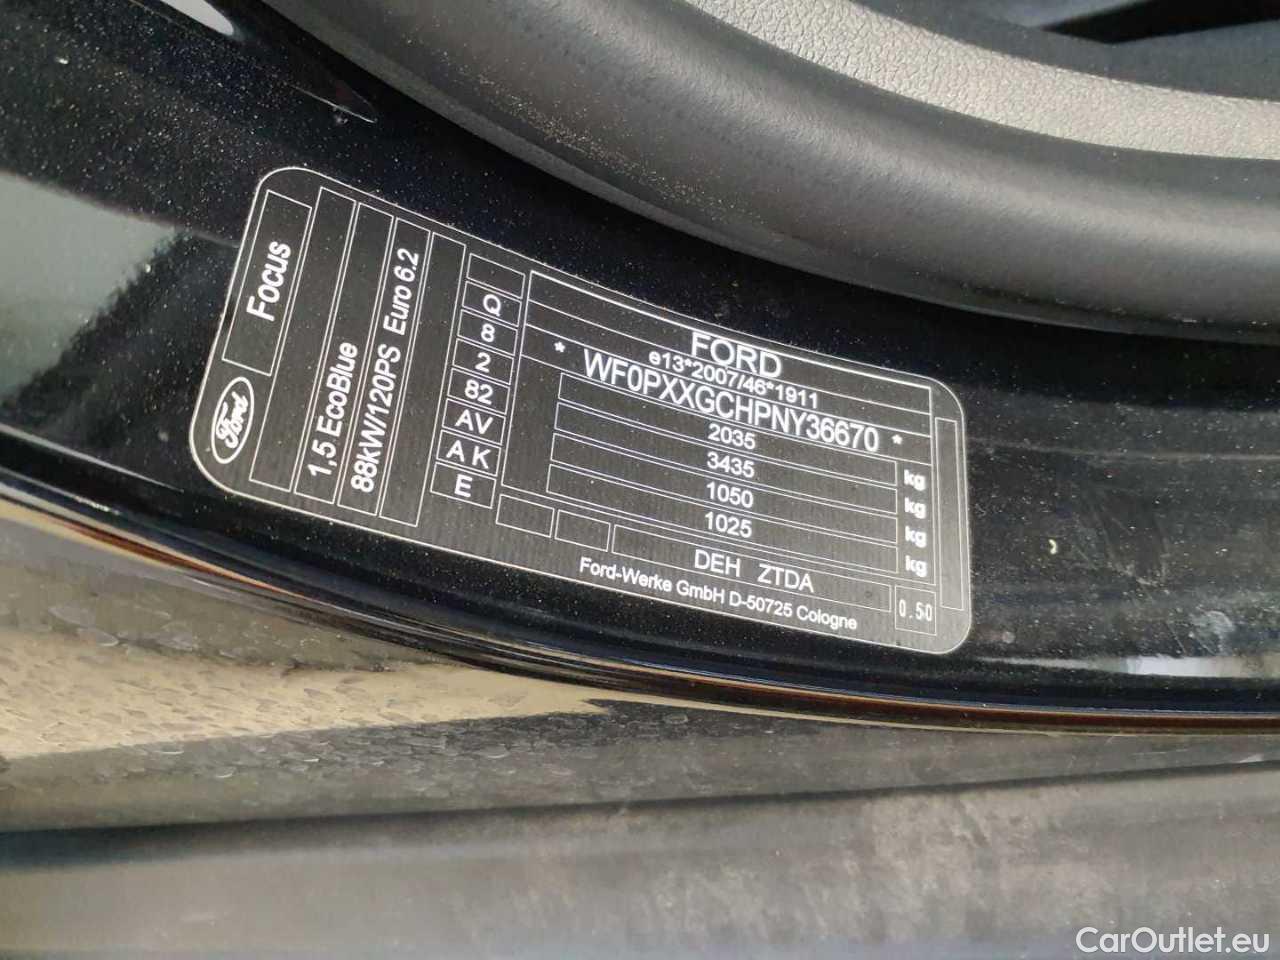 Focus
Ford
1,5 EcoBlue
88kW/120PS Euro 6.2
Q
8
2
82
AV
A K
E
FORD
e13*2007/46*1911
* WF0PXXGCHPNY36670 *
2035 kg
3435 kg
1050 kg
1025 kg
DEH ZTDA
0.50
Ford-Werke GmbH D-50725 Cologne
CarOutlet.eu